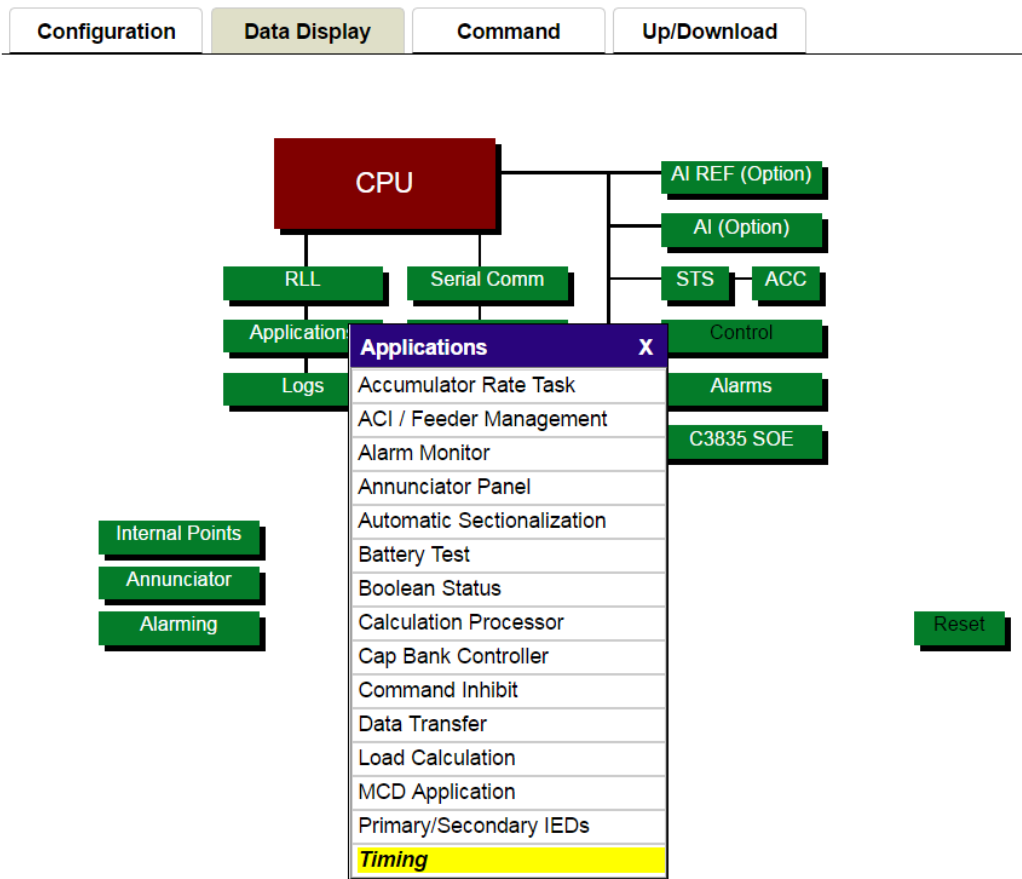 Configuration
Data Display
Command
Up/Download
CPU
AI REF (Option)
AI (Option)
RLL
Serial Comm
STS
ACC
Applications
Control
Logs
Alarms
C3835 SOE
Applications X
Accumulator Rate Task
ACI / Feeder Management
Alarm Monitor
Annunciator Panel
Automatic Sectionalization
Battery Test
Boolean Status
Calculation Processor
Cap Bank Controller
Command Inhibit
Data Transfer
Load Calculation
MCD Application
Primary/Secondary IEDs
Timing
Internal Points
Annunciator
Alarming
Reset